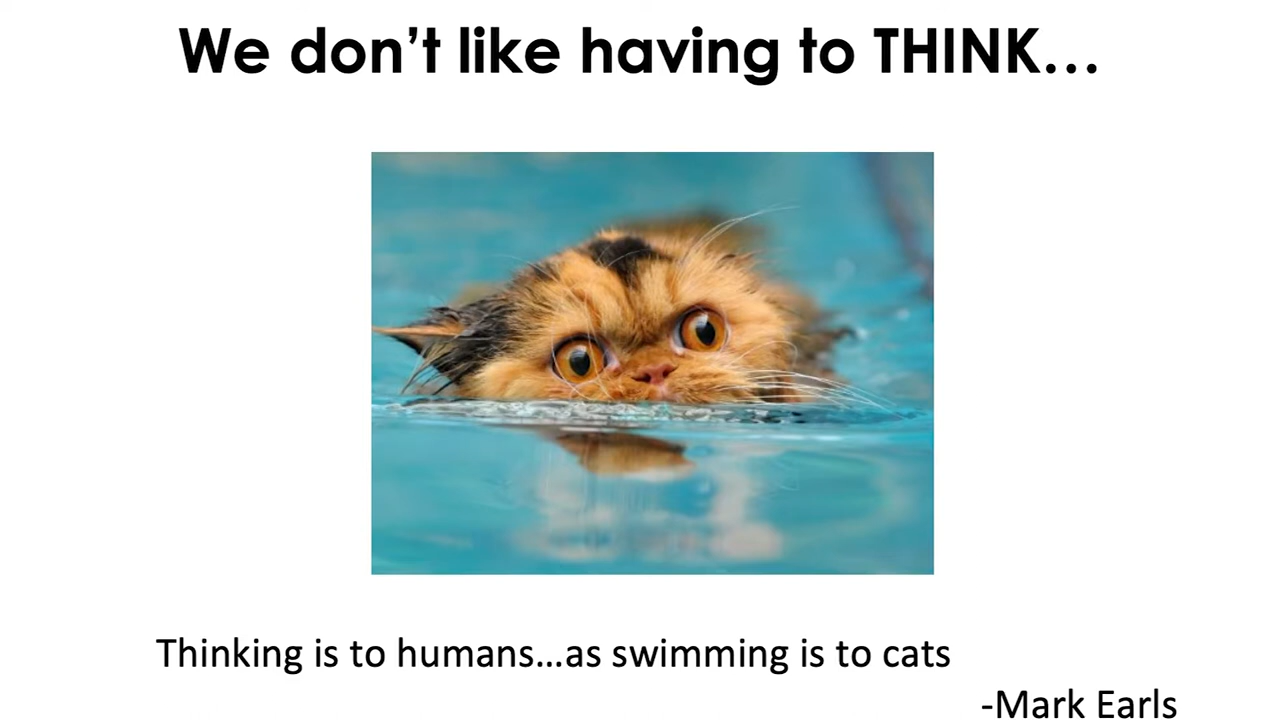 We don’t like having to THINK…
Thinking is to humans…as swimming is to cats
-Mark Earls